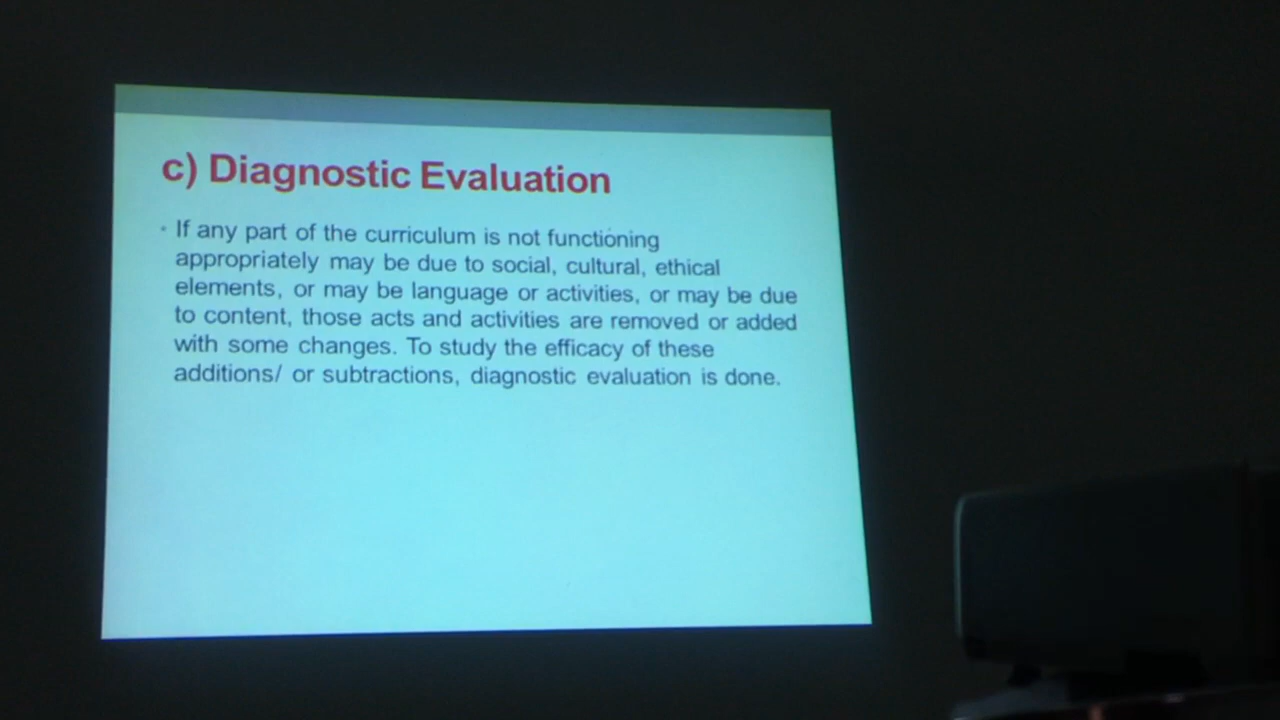 c) Diagnostic Evaluation
• If any part of the curriculum is not functioning
appropriately may be due to social, cultural, ethical
elements, or may be language or activities, or may be due
to content, those acts and activities are removed or added
with some changes. To study the efficacy of these
additions/ or subtractions, diagnostic evaluation is done.